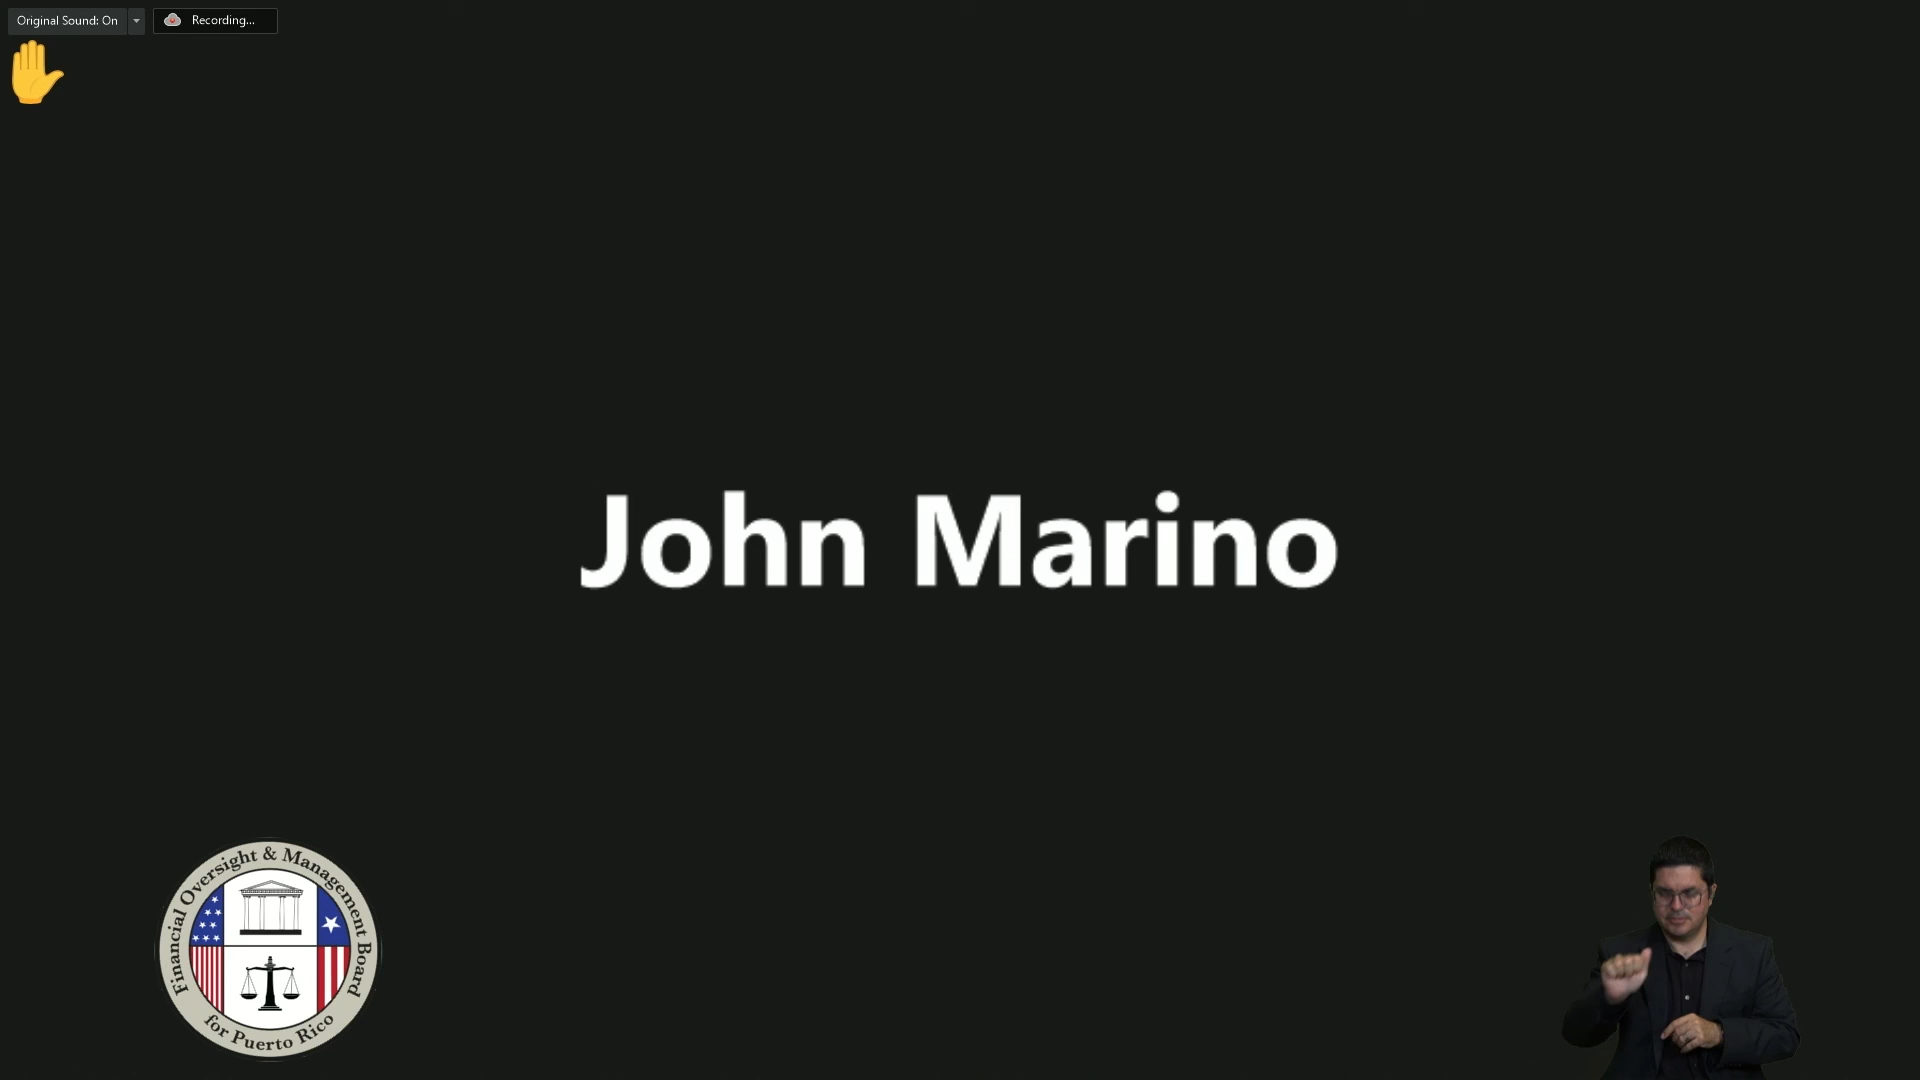 Original Sound: On
Recording...
John Marino
Financial Oversight & Management Board
for Puerto Rico